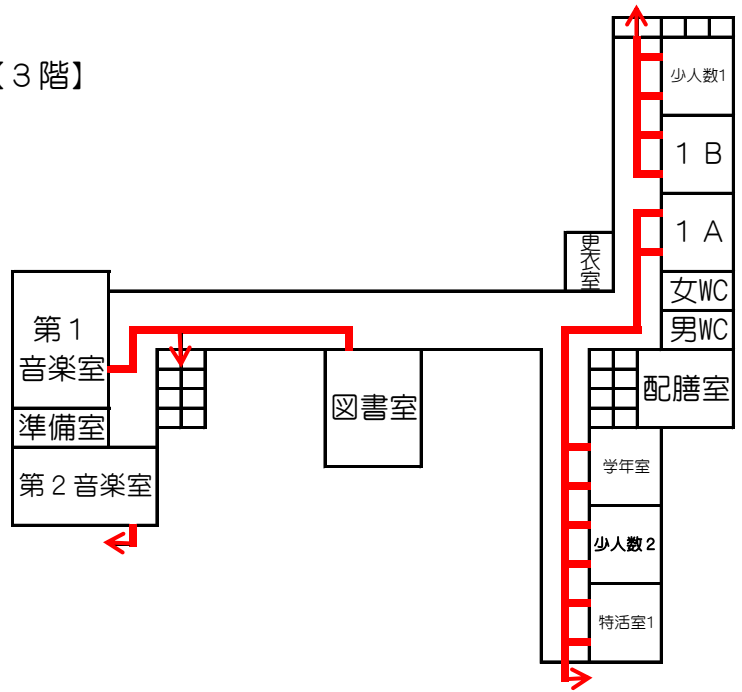 【３階】
少人数1
１ B
１ A
更衣室
女WC
男WC
第１
音楽室
配膳室
図書室
準備室
学年室
第２音楽室
少人数２
特活室1